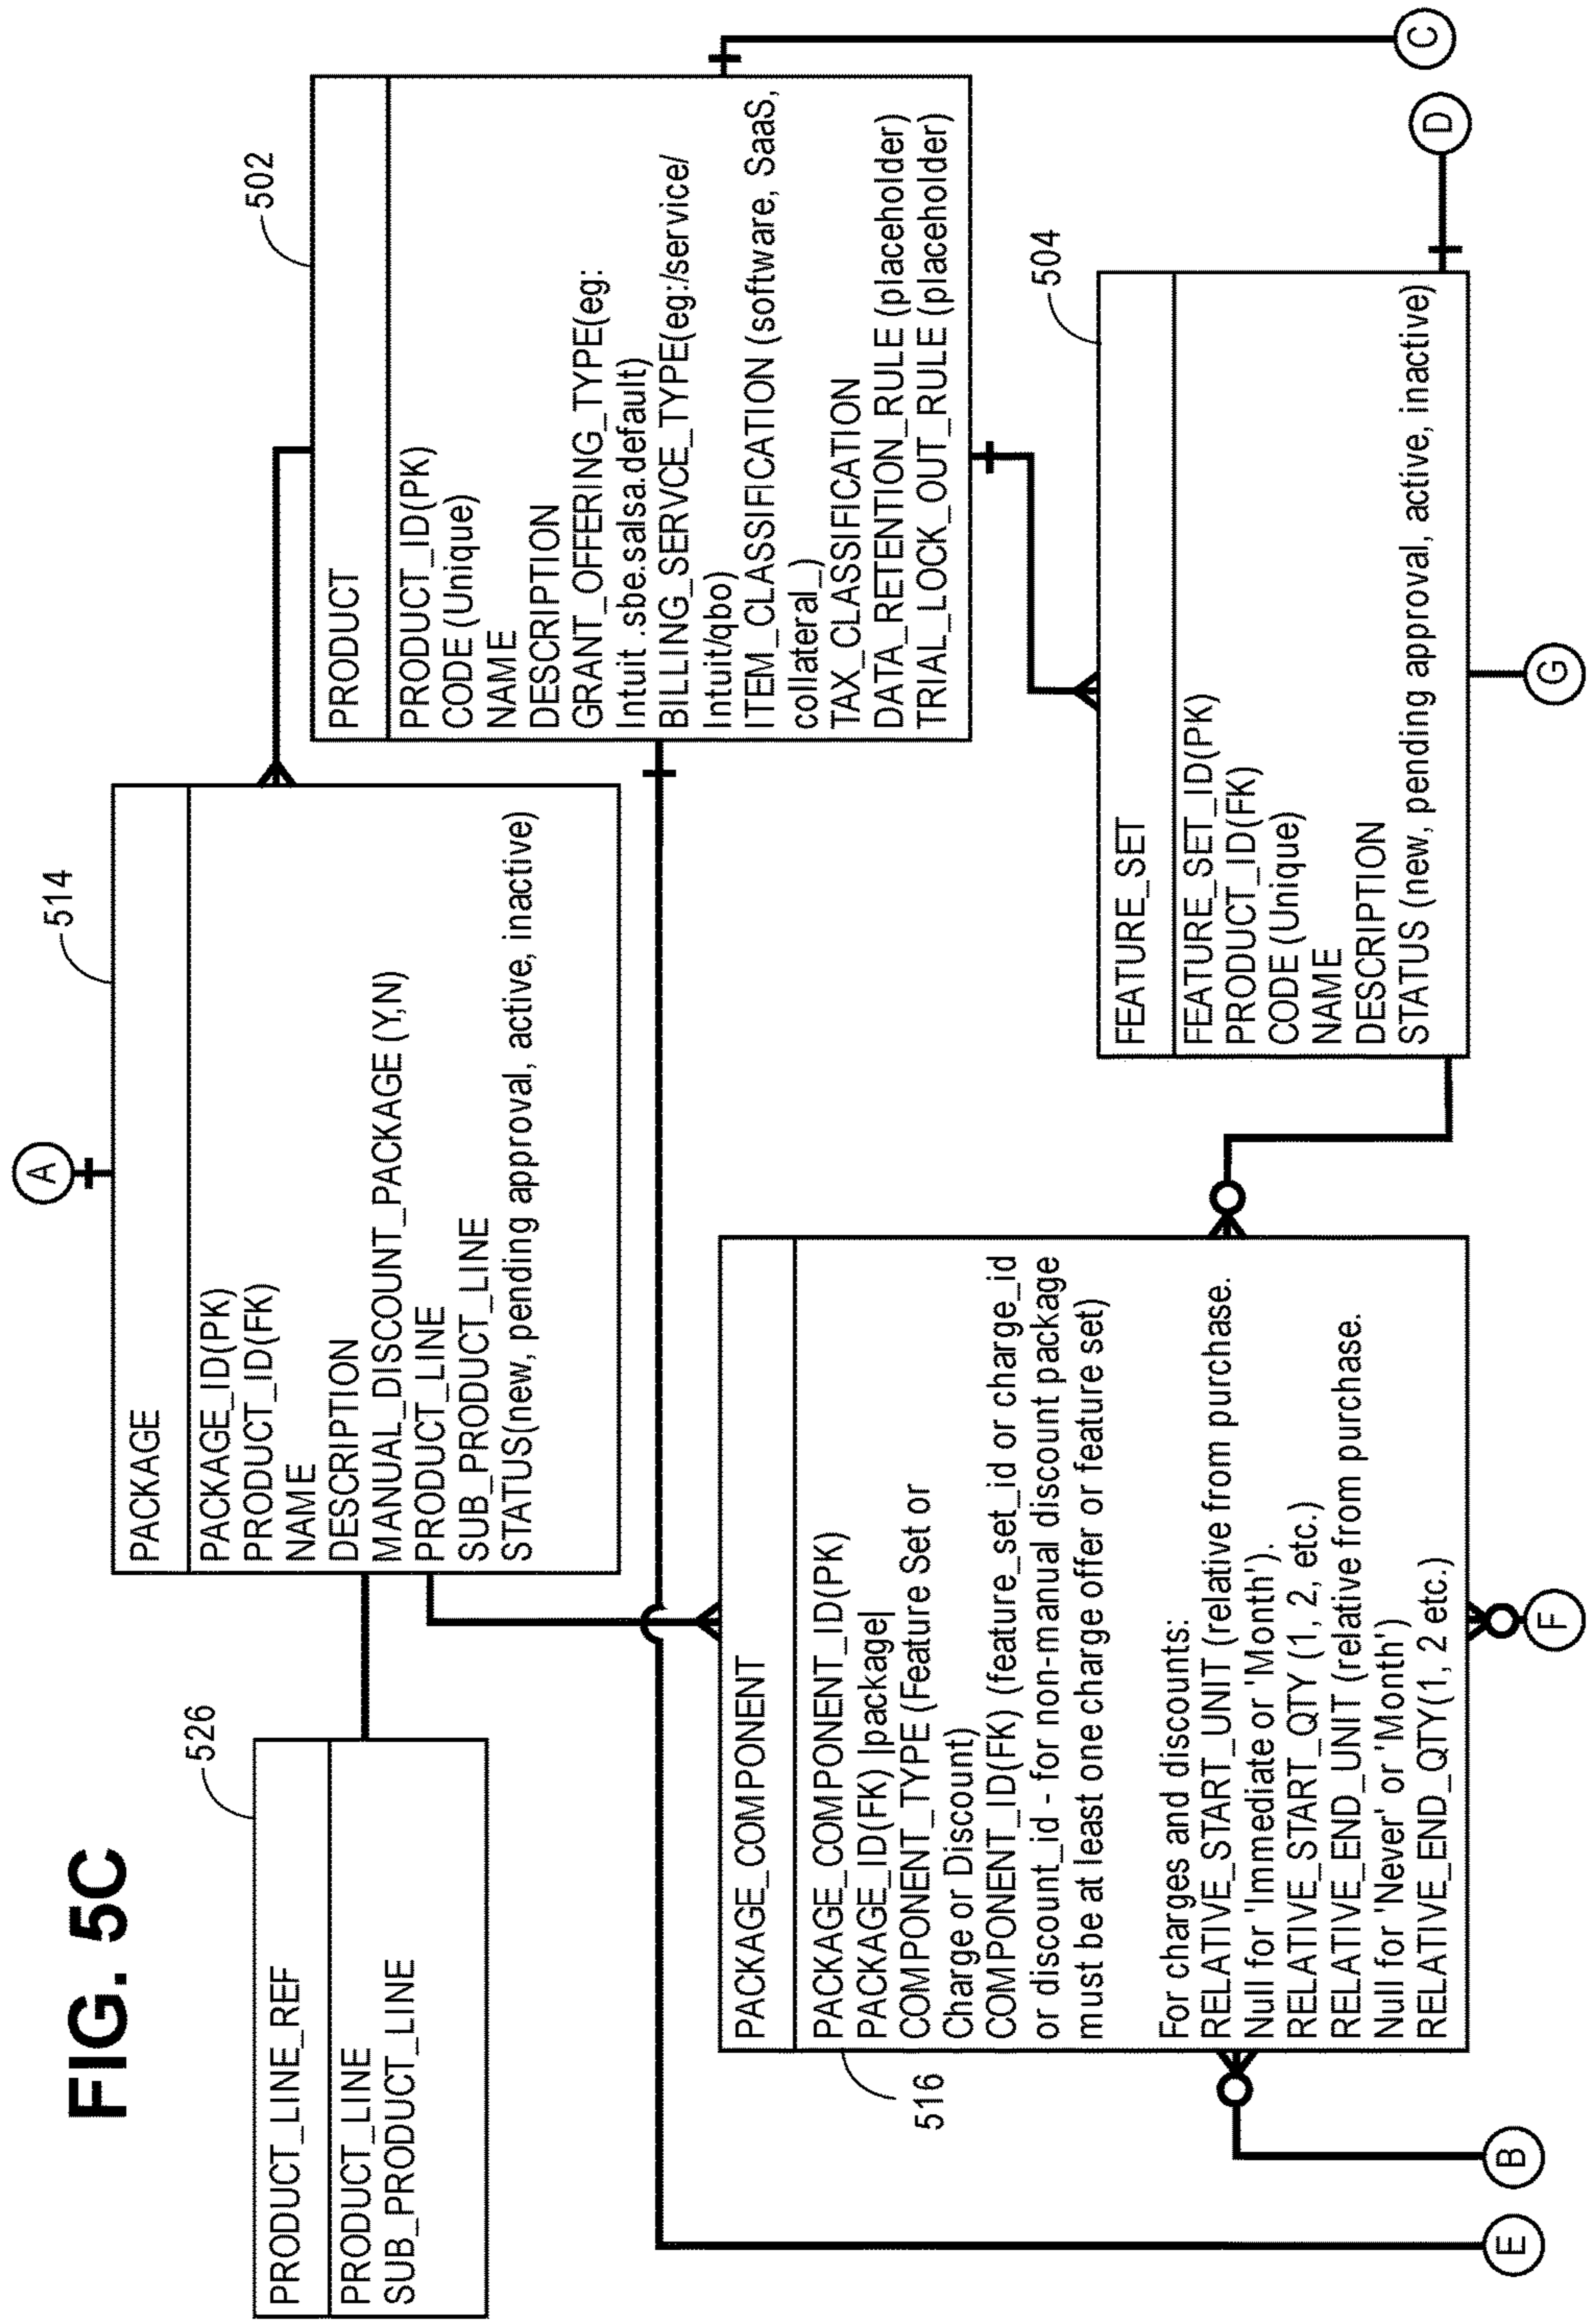 FIG. 5C
526
PRODUCT_LINE_REF
PRODUCT_LINE
SUB_PRODUCT_LINE
A
514
PACKAGE
PACKAGE_ID(PK)
PRODUCT_ID(FK)
NAME
DESCRIPTION
MANUAL_DISCOUNT_PACKAGE (Y,N)
PRODUCT_LINE
SUB_PRODUCT_LINE
STATUS(new, pending approval, active, inactive)
502
PRODUCT
PRODUCT_ID(PK)
CODE (Unique)
NAME
DESCRIPTION
GRANT_OFFERING_TYPE(eg:
Intuit .sbe.salsa.default)
BILLING_SERVCE_TYPE(eg:/service/
Intuit/qbo)
ITEM_CLASSIFICATION (software, SaaS,
collateral_)
TAX_CLASSIFICATION
DATA_RETENTION_RULE (placeholder)
TRIAL_LOCK_OUT_RULE (placeholder)
516
PACKAGE_COMPONENT
PACKAGE_COMPONENT_ID(PK)
PACKAGE_ID(FK) |package|
COMPONENT_TYPE (Feature Set or
Charge or Discount)
COMPONENT_ID(FK) (feature_set_id or charge_id
or discount_id - for non-manual discount package
must be at least one charge offer or feature set)
For charges and discounts:
RELATIVE_START_UNIT (relative from purchase.
Null for 'Immediate or 'Month').
RELATIVE_START_QTY (1, 2, etc.)
RELATIVE_END_UNIT (relative from purchase.
Null for 'Never' or 'Month')
RELATIVE_END_QTY(1, 2 etc.)
504
FEATURE_SET
FEATURE_SET_ID(PK)
PRODUCT_ID(FK)
CODE (Unique)
NAME
DESCRIPTION
STATUS (new, pending approval, active, inactive)
E
B
F
G
D
C